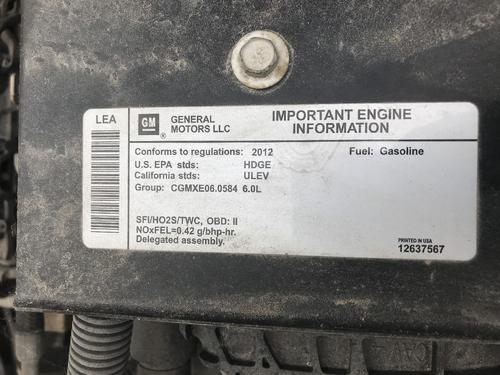 LEA
GM
®
GENERAL
MOTORS LLC
IMPORTANT ENGINE
INFORMATION
Conforms to regulations: 2012
Fuel: Gasoline
U.S. EPA stds: HDGE
California stds: ULEV
Group: CGMXE06.0584 6.0L
SFI/HO2S/TWC, OBD: II
NOxFEL=0.42 g/bhp-hr.
Delegated assembly.
PRINTED IN USA
12637567